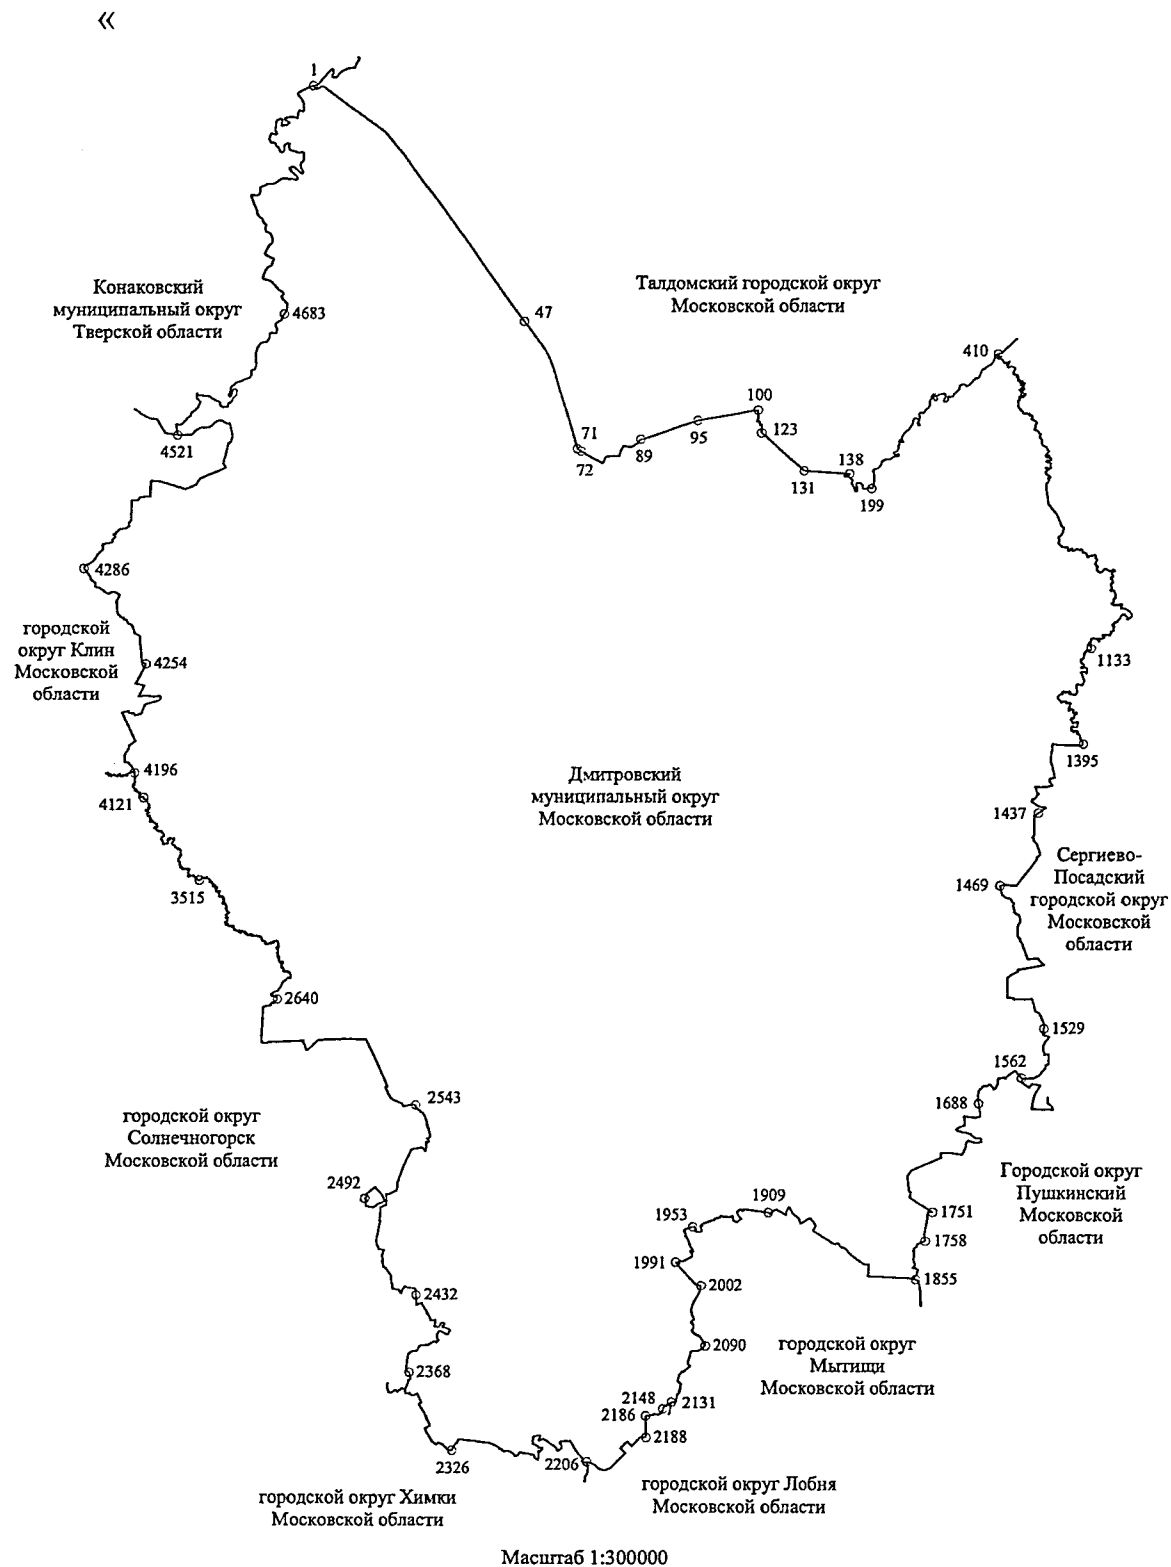 «
1
Конаковский
муниципальный округ
Тверской области
4683
47
Талдомский городской округ
Московской области
410
100
123
95
71
72
89
131
138
199
4521
4286
городской
округ Клин
Московской
области
4254
1133
1395
4196
4121
Дмитровский
муниципальный округ
Московской области
1437
Сергиево-
Посадский
городской округ
Московской
области
1469
3515
2640
1529
1562
1688
2543
городской округ
Солнечногорск
Московской области
2492
Городской округ
Пушкинский
Московской
области
1909
1953
1751
1758
1991
1855
2002
2432
2090
городской округ
Мытищи
Московской области
2368
2148
2131
2186
2188
2326
2206
городской округ Лобня
Московской области
городской округ Химки
Московской области
Масштаб 1:300000